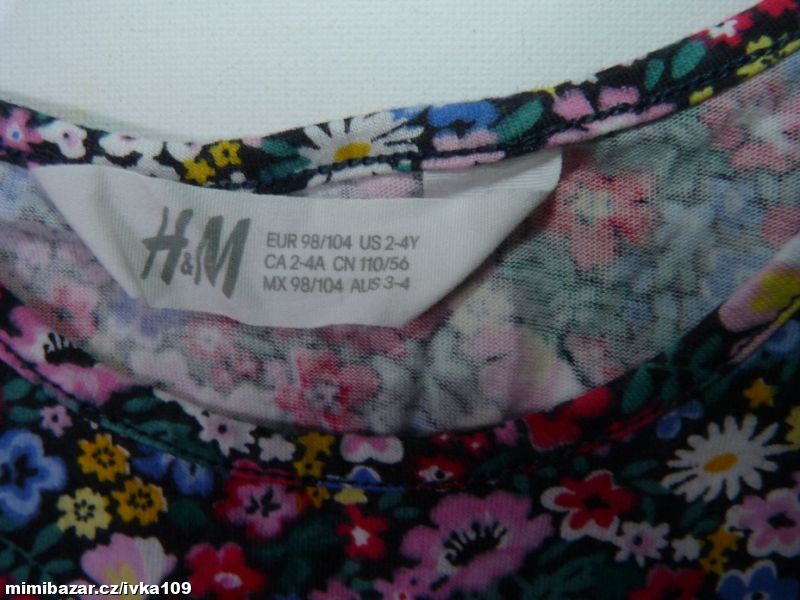 H&M
EUR 98/104 US 2-4Y
CA 2-4A CN 110/56
MX 98/104 AUS 3-4
mimibazar.cz/ivka109